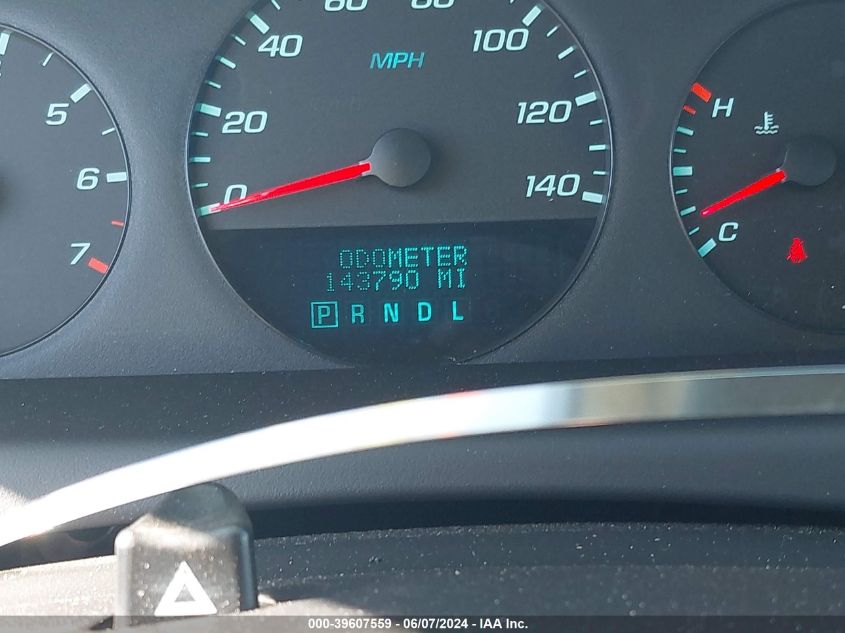 60 80
40 100
MPH
20 120
0 140
5
6
7
H
C
ODOMETER
143790 MI
P R N D L
000-39607559 - 06/07/2024 - IAA Inc.